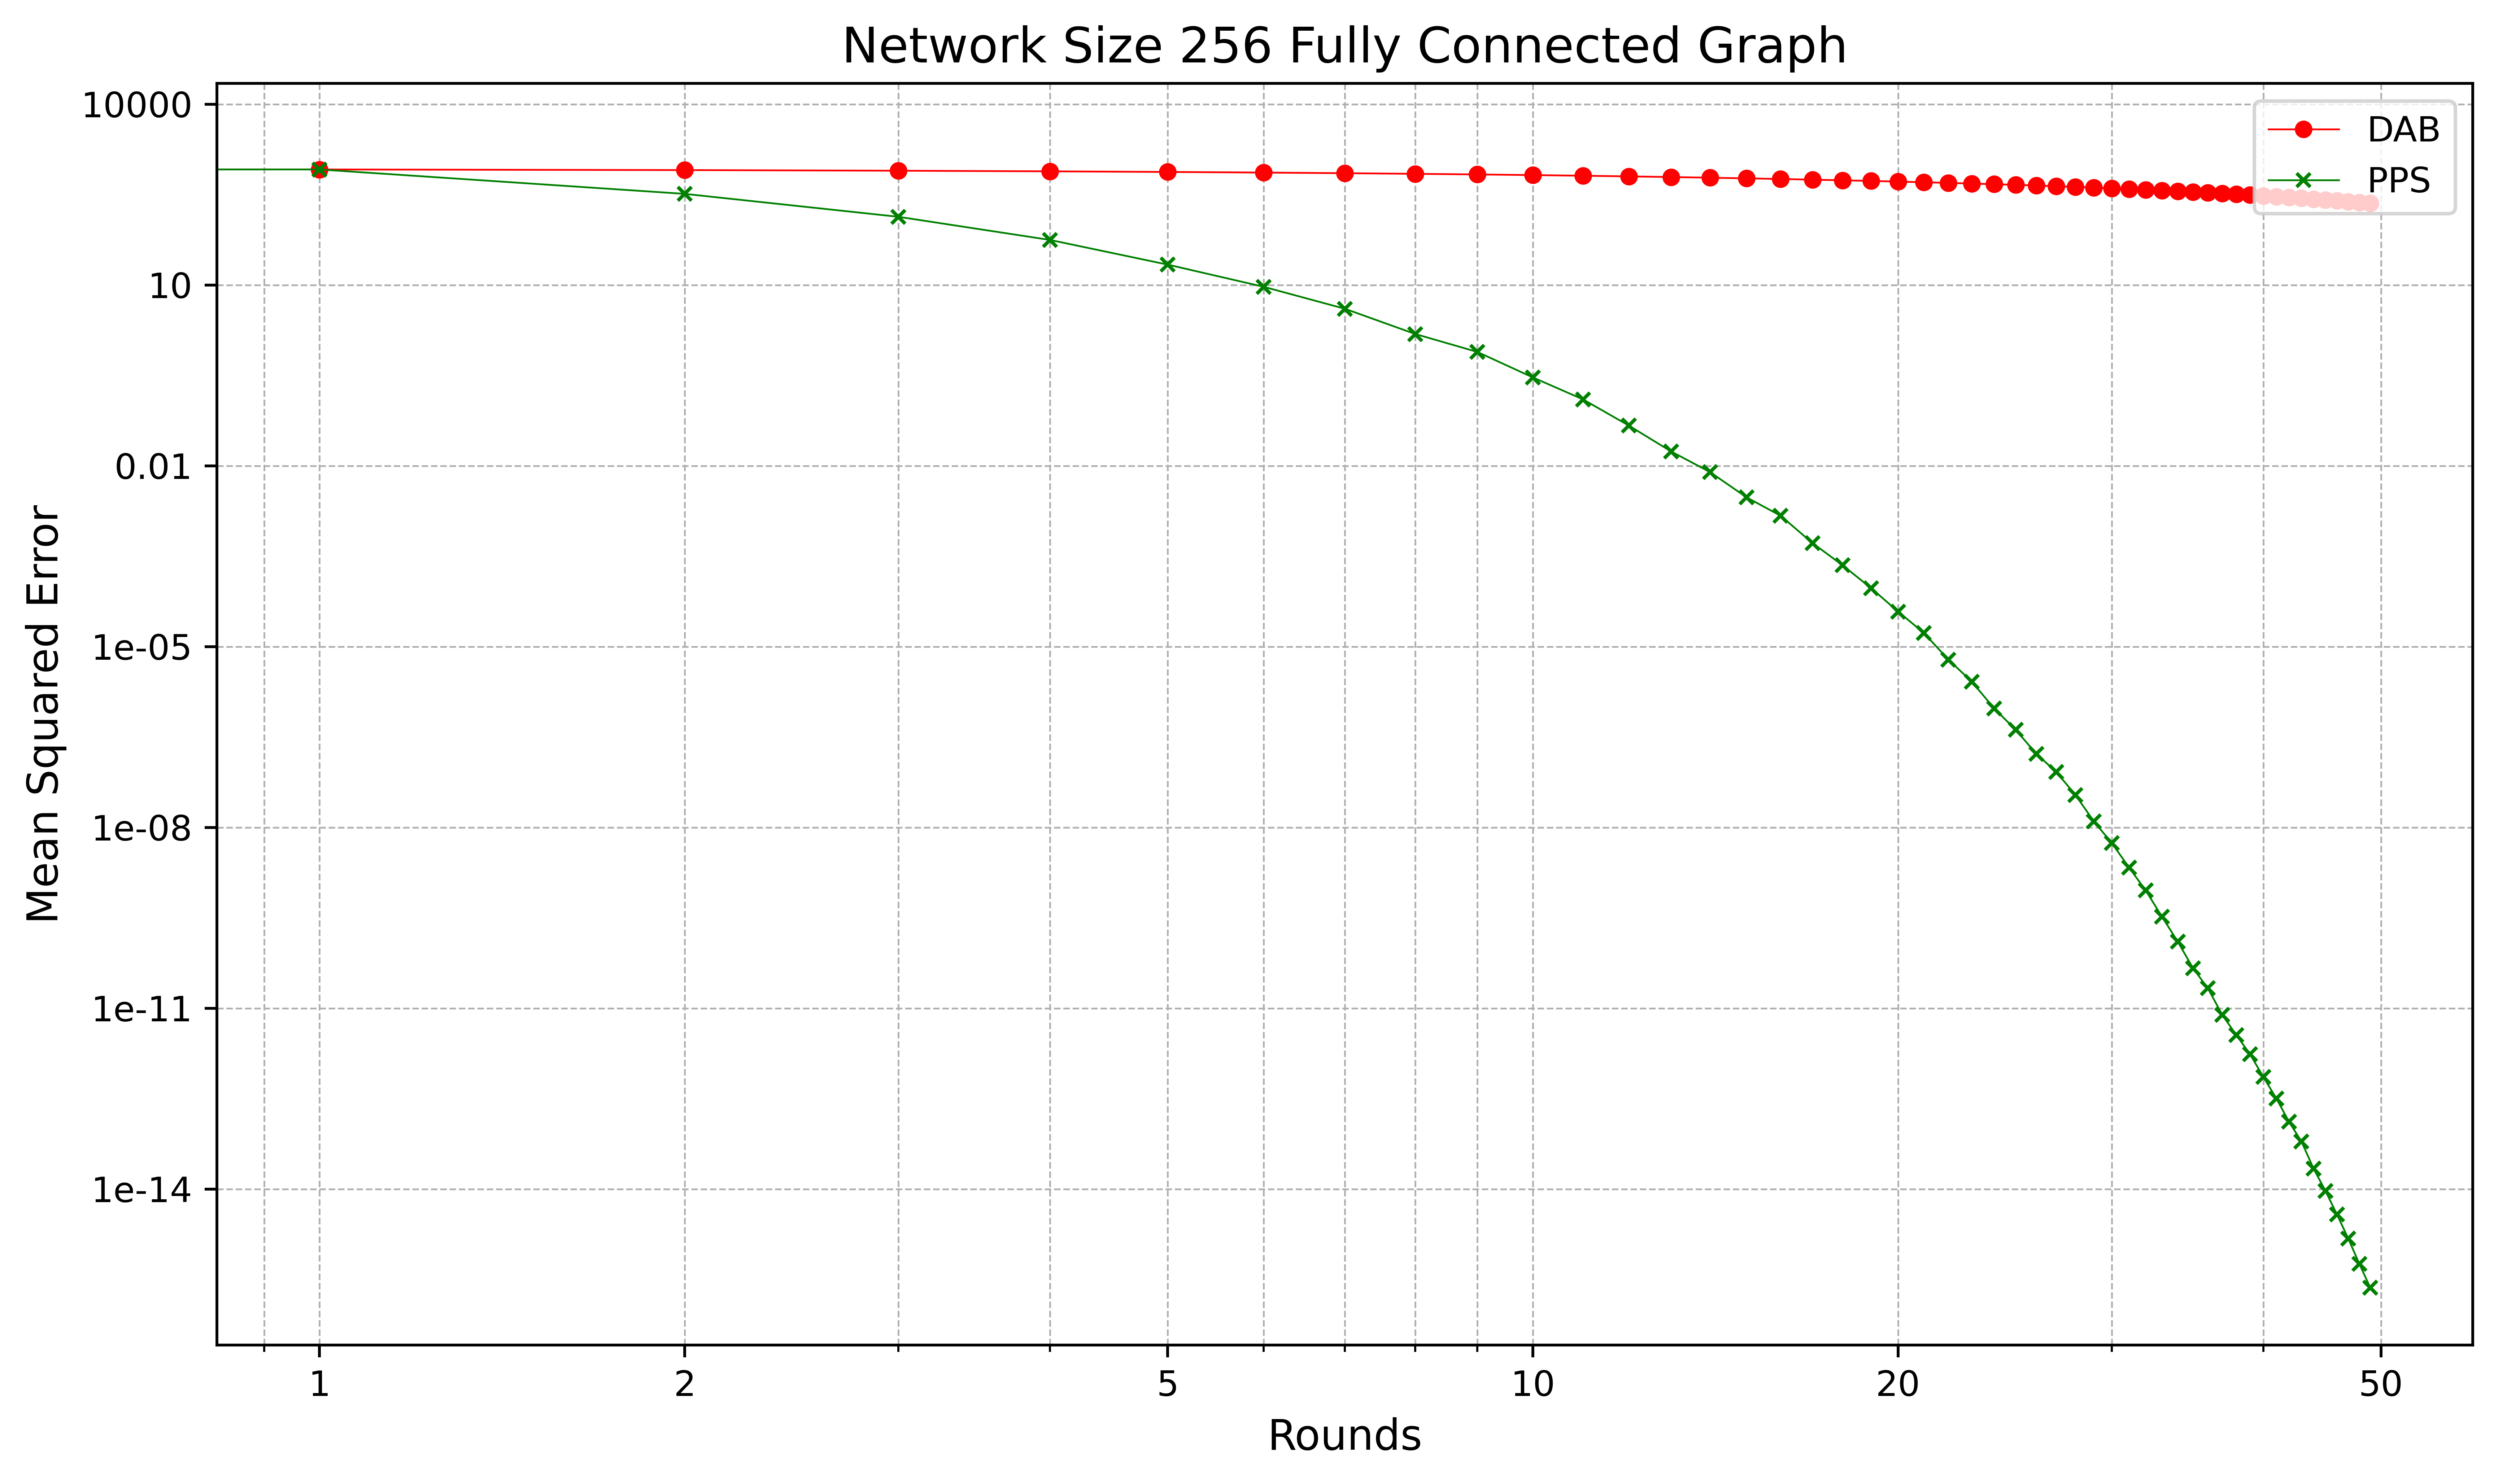 Network Size 256 Fully Connected Graph
DAB
PPS
Mean Squared Error
10000
10
0.01
1e-05
1e-08
1e-11
1e-14
1
2
5
10
20
50
Rounds